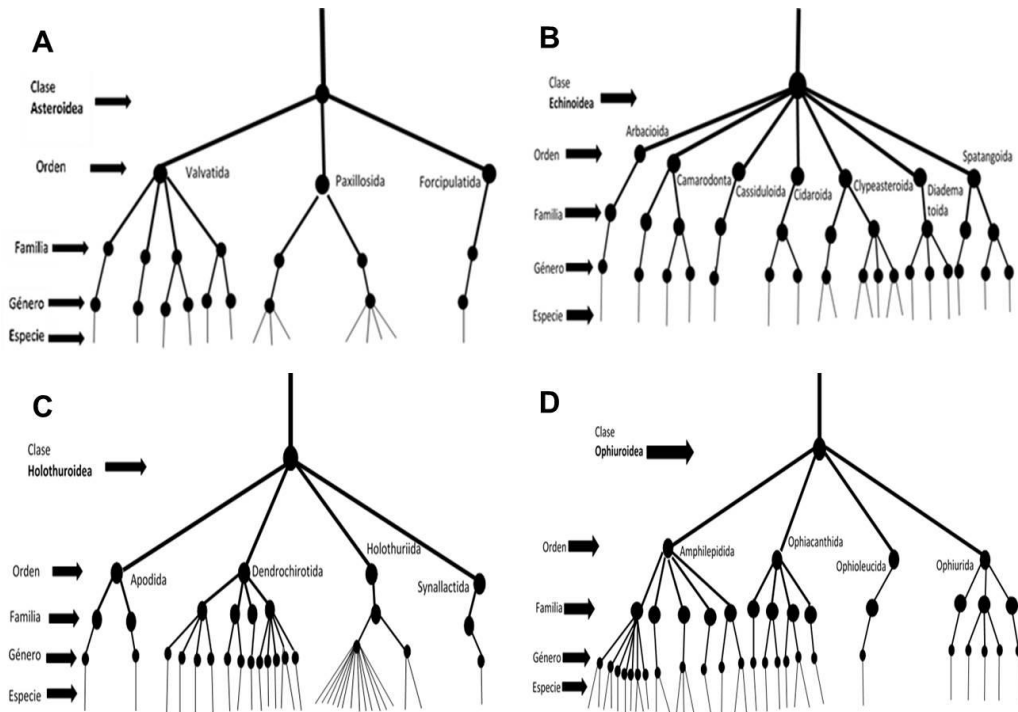 A
Clase
Asteroidea
Orden
Valvatida
Paxillosida
Forcipulatida
Familia
Género
Especie
B
Clase
Echinoidea
Arbacioida
Orden
Camarodonta
Cassiduloida
Cidaroida
Clypeasteroida
Diadema
toida
Spatangoida
Familia
Género
Especie
C
Clase
Holothuroidea
Orden
Apodida
Dendrochirotida
Holothuriida
Synallactida
Familia
Género
Especie
D
Clase
Ophiuroidea
Orden
Amphilepidida
Ophiacanthida
Ophioleucida
Ophiurida
Familia
Género
Especie